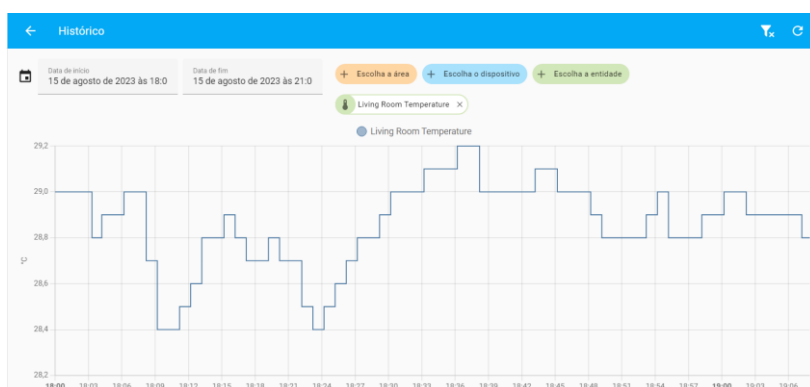 Histórico
Data de início
Data de fim
15 de agosto de 2023 às 18:0
15 de agosto de 2023 às 21:0
+ Escolha a área
+ Escolha o dispositivo
+ Escolha a entidade
Living Room Temperature ×
Living Room Temperature
29,2
29,0
28,8
°C
28,6
28,4
28,2
18:00 18:03 18:06 18:09 18:12 18:15 18:18 18:21 18:24 18:27 18:30 18:33 18:36 18:39 18:42 18:45 18:48 18:51 18:54 18:57 19:00 19:03 19:06